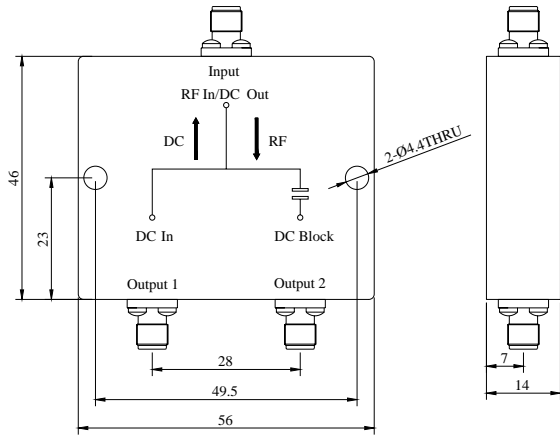 Input
RF In/DC Out
DC
RF
2-Ø4.4THRU
46
23
DC In
DC Block
Output 1
Output 2
28
7
49.5
14
56